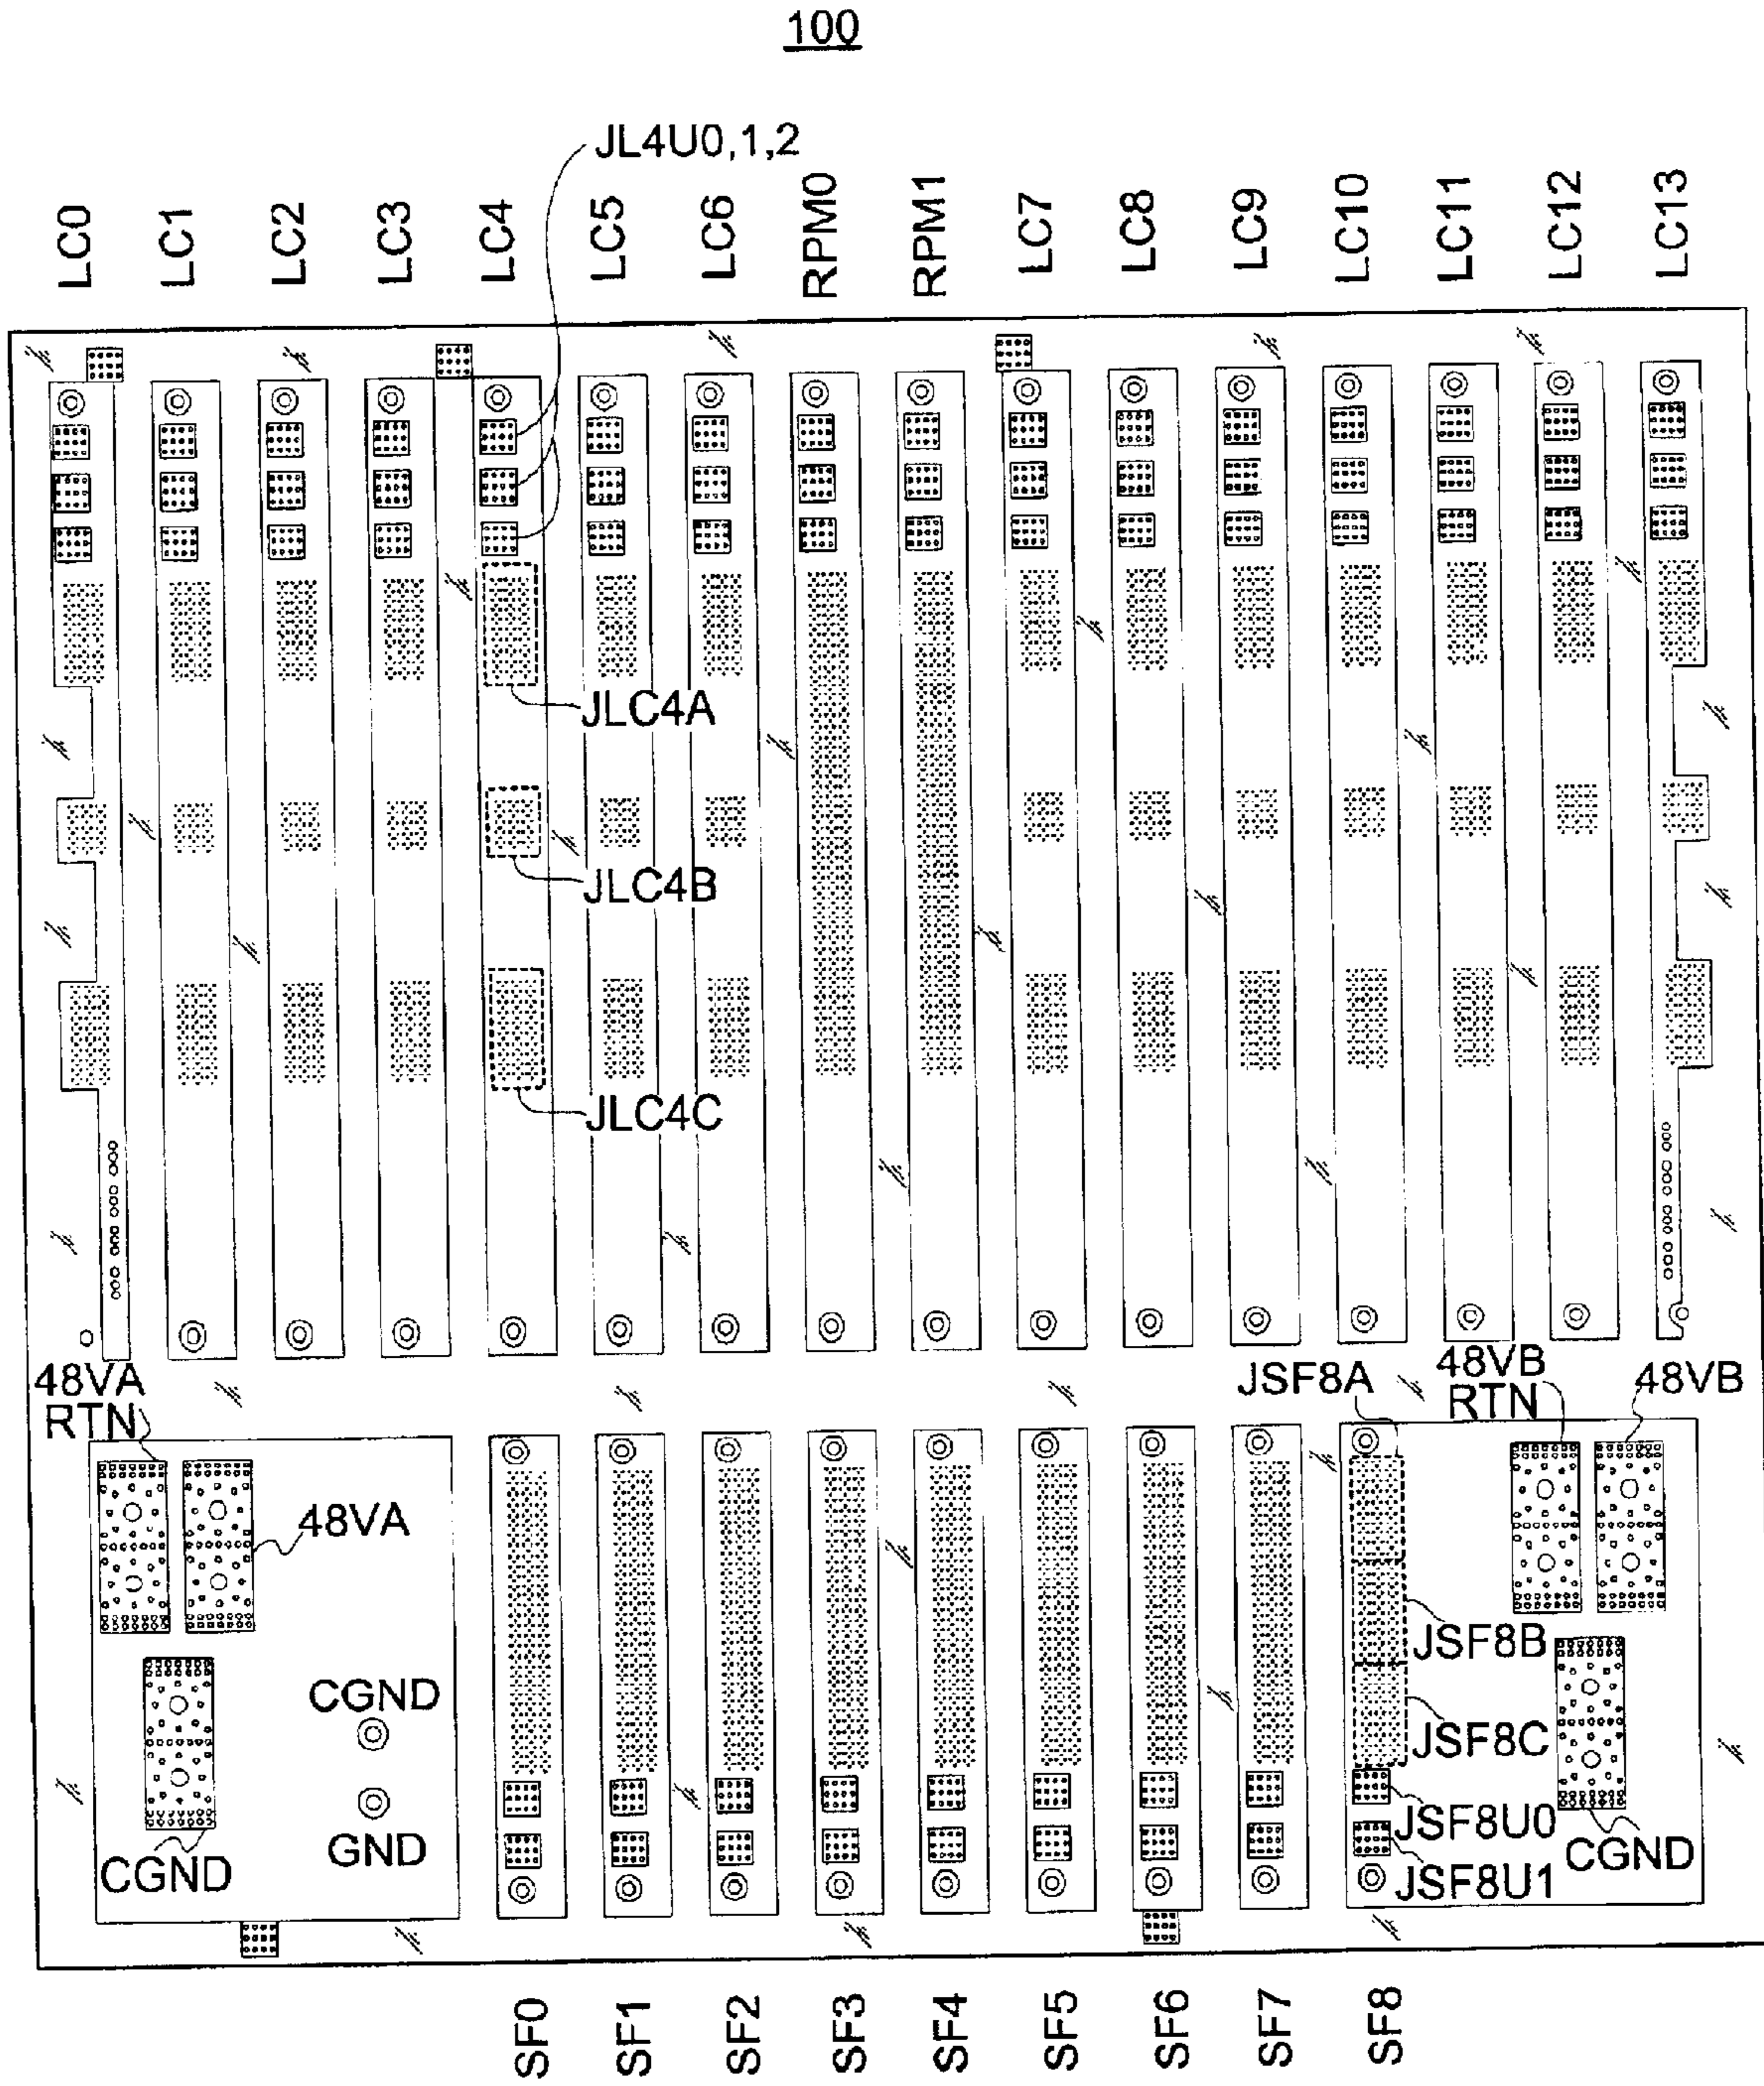 100
JL4U0,1,2
LC0
LC1
LC2
LC3
LC4
LC5
LC6
RPM0
RPM1
LC7
LC8
LC9
LC10
LC11
LC12
LC13
JLC4A
JLC4B
JLC4C
48VA
RTN
48VA
CGND
GND
CGND
JSF8A
48VB
RTN
48VB
JSF8B
JSF8C
JSF8U0
JSF8U1
CGND
SF0
SF1
SF2
SF3
SF4
SF5
SF6
SF7
SF8